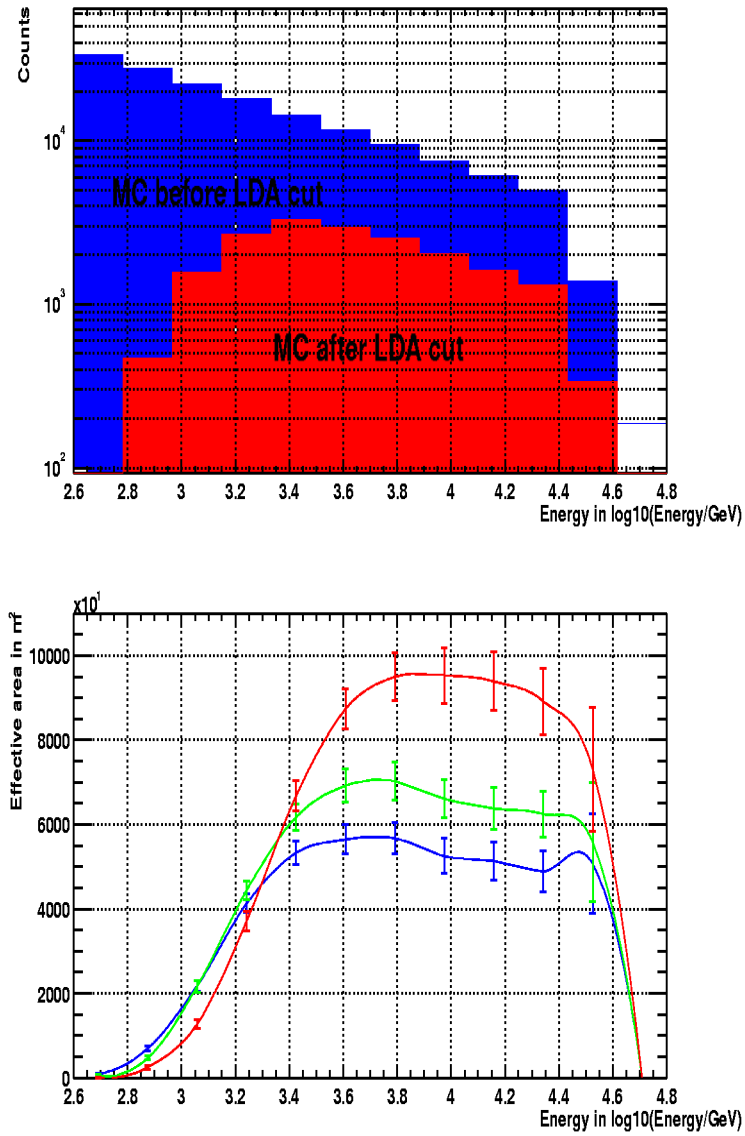 Counts
10^4
10^3
10^2
MC before LDA cut
MC after LDA cut
2.6 2.8 3 3.2 3.4 3.6 3.8 4 4.2 4.4 4.6 4.8
Energy in log10(Energy/GeV)
x10^1
Effective area in m^2
10000
8000
6000
4000
2000
0
2.6 2.8 3.0 3.2 3.4 3.6 3.8 4.0 4.2 4.4 4.6 4.8
Energy in log10(Energy/GeV)